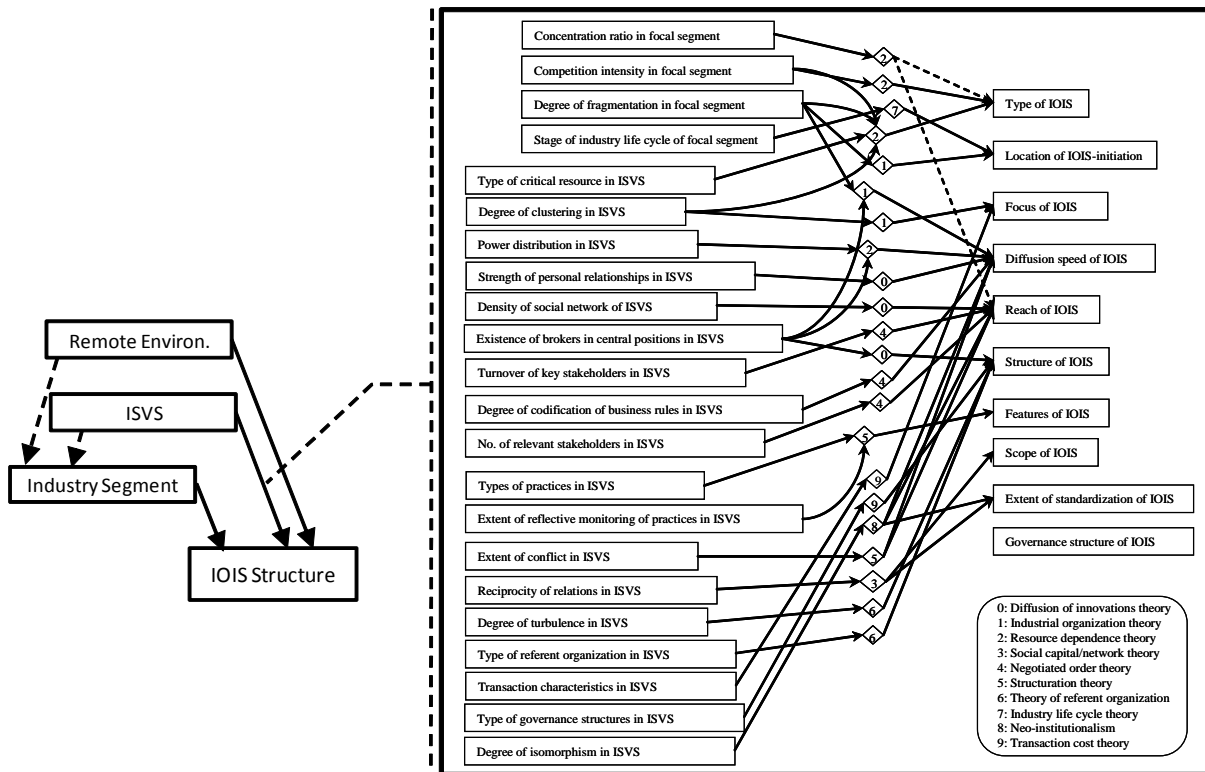 Remote Environ.
ISVS
Industry Segment
IOIS Structure
Concentration ratio in focal segment
Competition intensity in focal segment
Degree of fragmentation in focal segment
Stage of industry life cycle of focal segment
Type of critical resource in ISVS
Degree of clustering in ISVS
Power distribution in ISVS
Strength of personal relationships in ISVS
Density of social network of ISVS
Existence of brokers in central positions in ISVS
Turnover of key stakeholders in ISVS
Degree of codification of business rules in ISVS
No. of relevant stakeholders in ISVS
Types of practices in ISVS
Extent of reflective monitoring of practices in ISVS
Extent of conflict in ISVS
Reciprocity of relations in ISVS
Degree of turbulence in ISVS
Type of referent organization in ISVS
Transaction characteristics in ISVS
Type of governance structures in ISVS
Degree of isomorphism in ISVS
2
2
7
2
1
1
1
2
0
0
4
0
4
4
5
9
9
8
5
3
6
6
Type of IOIS
Location of IOIS-initiation
Focus of IOIS
Diffusion speed of IOIS
Reach of IOIS
Structure of IOIS
Features of IOIS
Scope of IOIS
Extent of standardization of IOIS
Governance structure of IOIS
0: Diffusion of innovations theory
1: Industrial organization theory
2: Resource dependence theory
3: Social capital/network theory
4: Negotiated order theory
5: Structuration theory
6: Theory of referent organization
7: Industry life cycle theory
8: Neo-institutionalism
9: Transaction cost theory